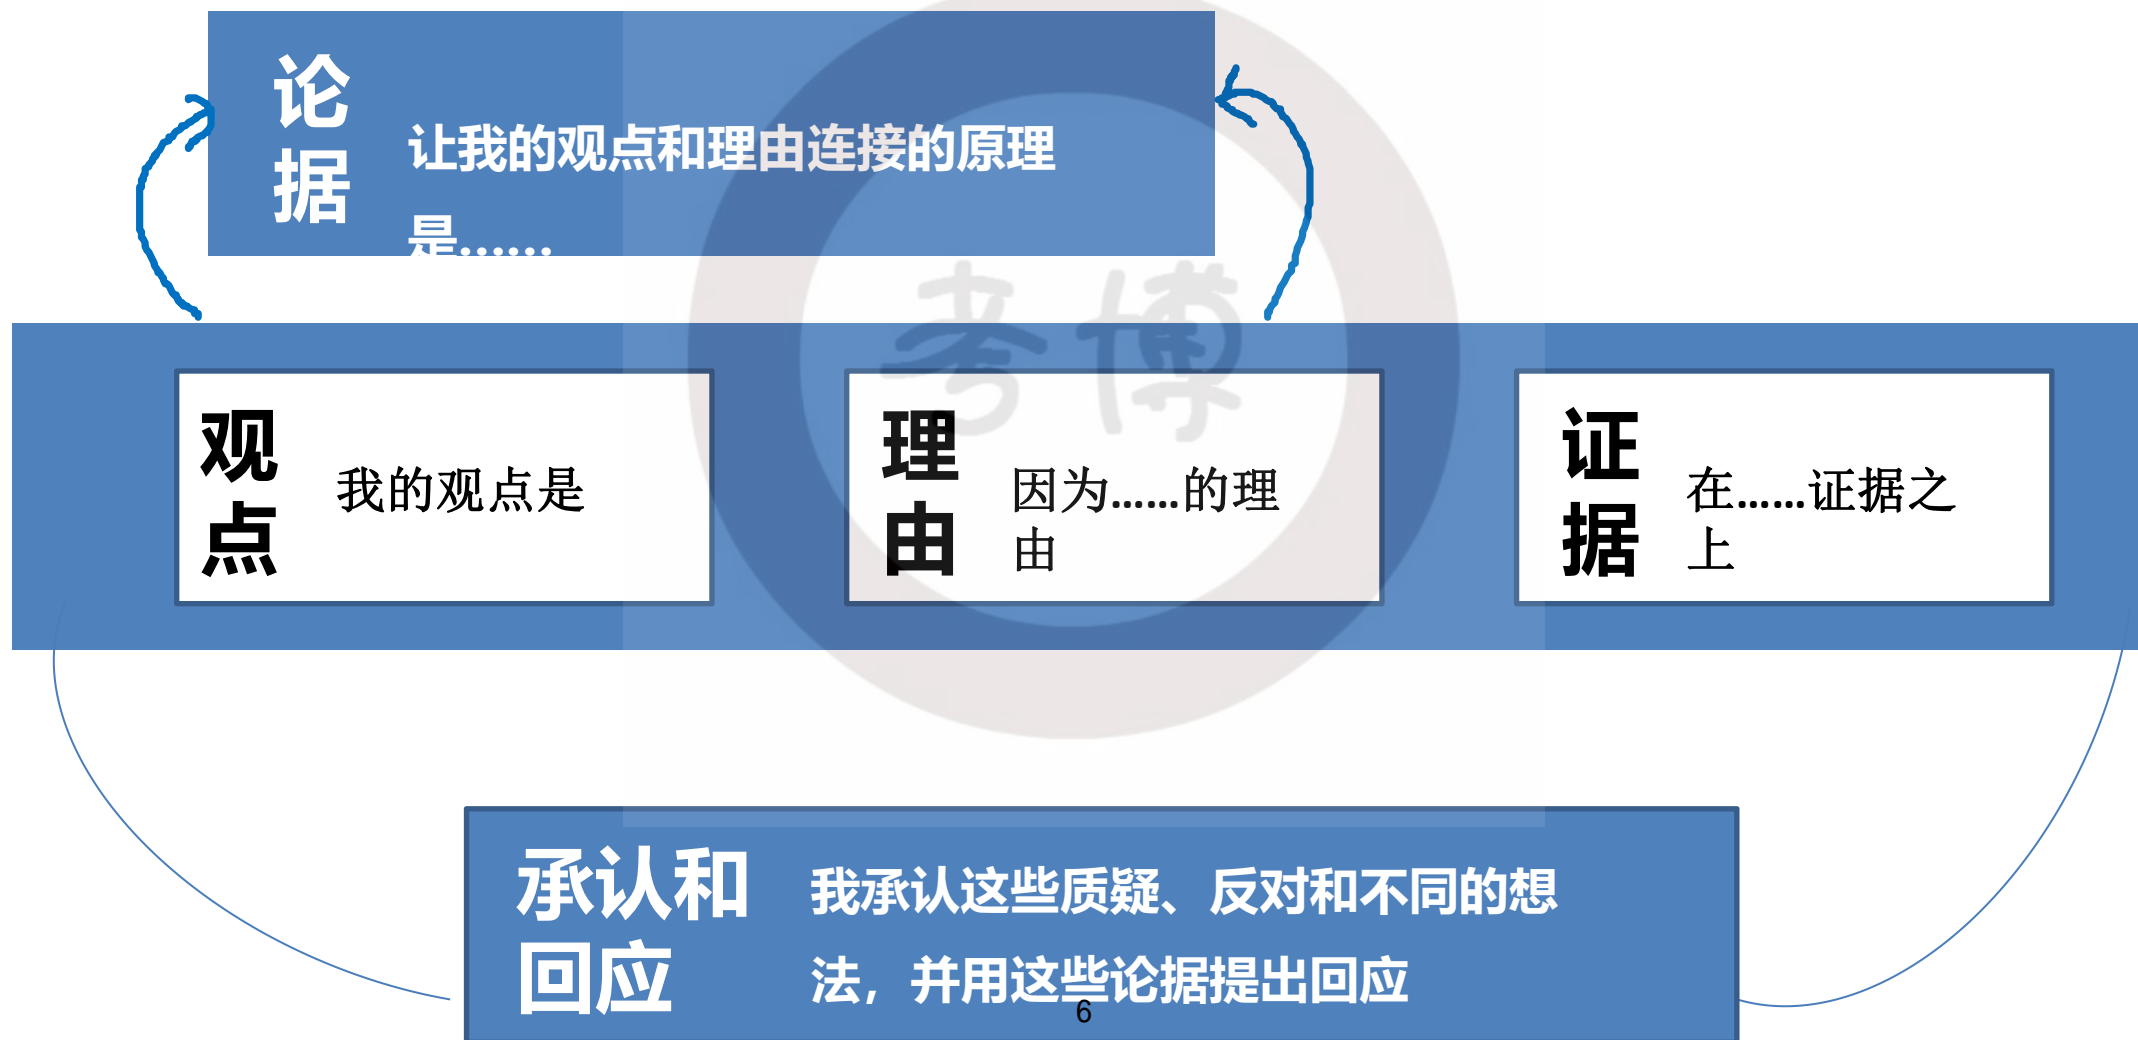 论
据
让我的观点和理由连接的原理
是……
考博
观
点
我的观点是
理
由
因为……的理
由
证
据
在……证据之
上
承认和
回应
我承认这些质疑、反对和不同的想
法，并用这些论据提出回应
6